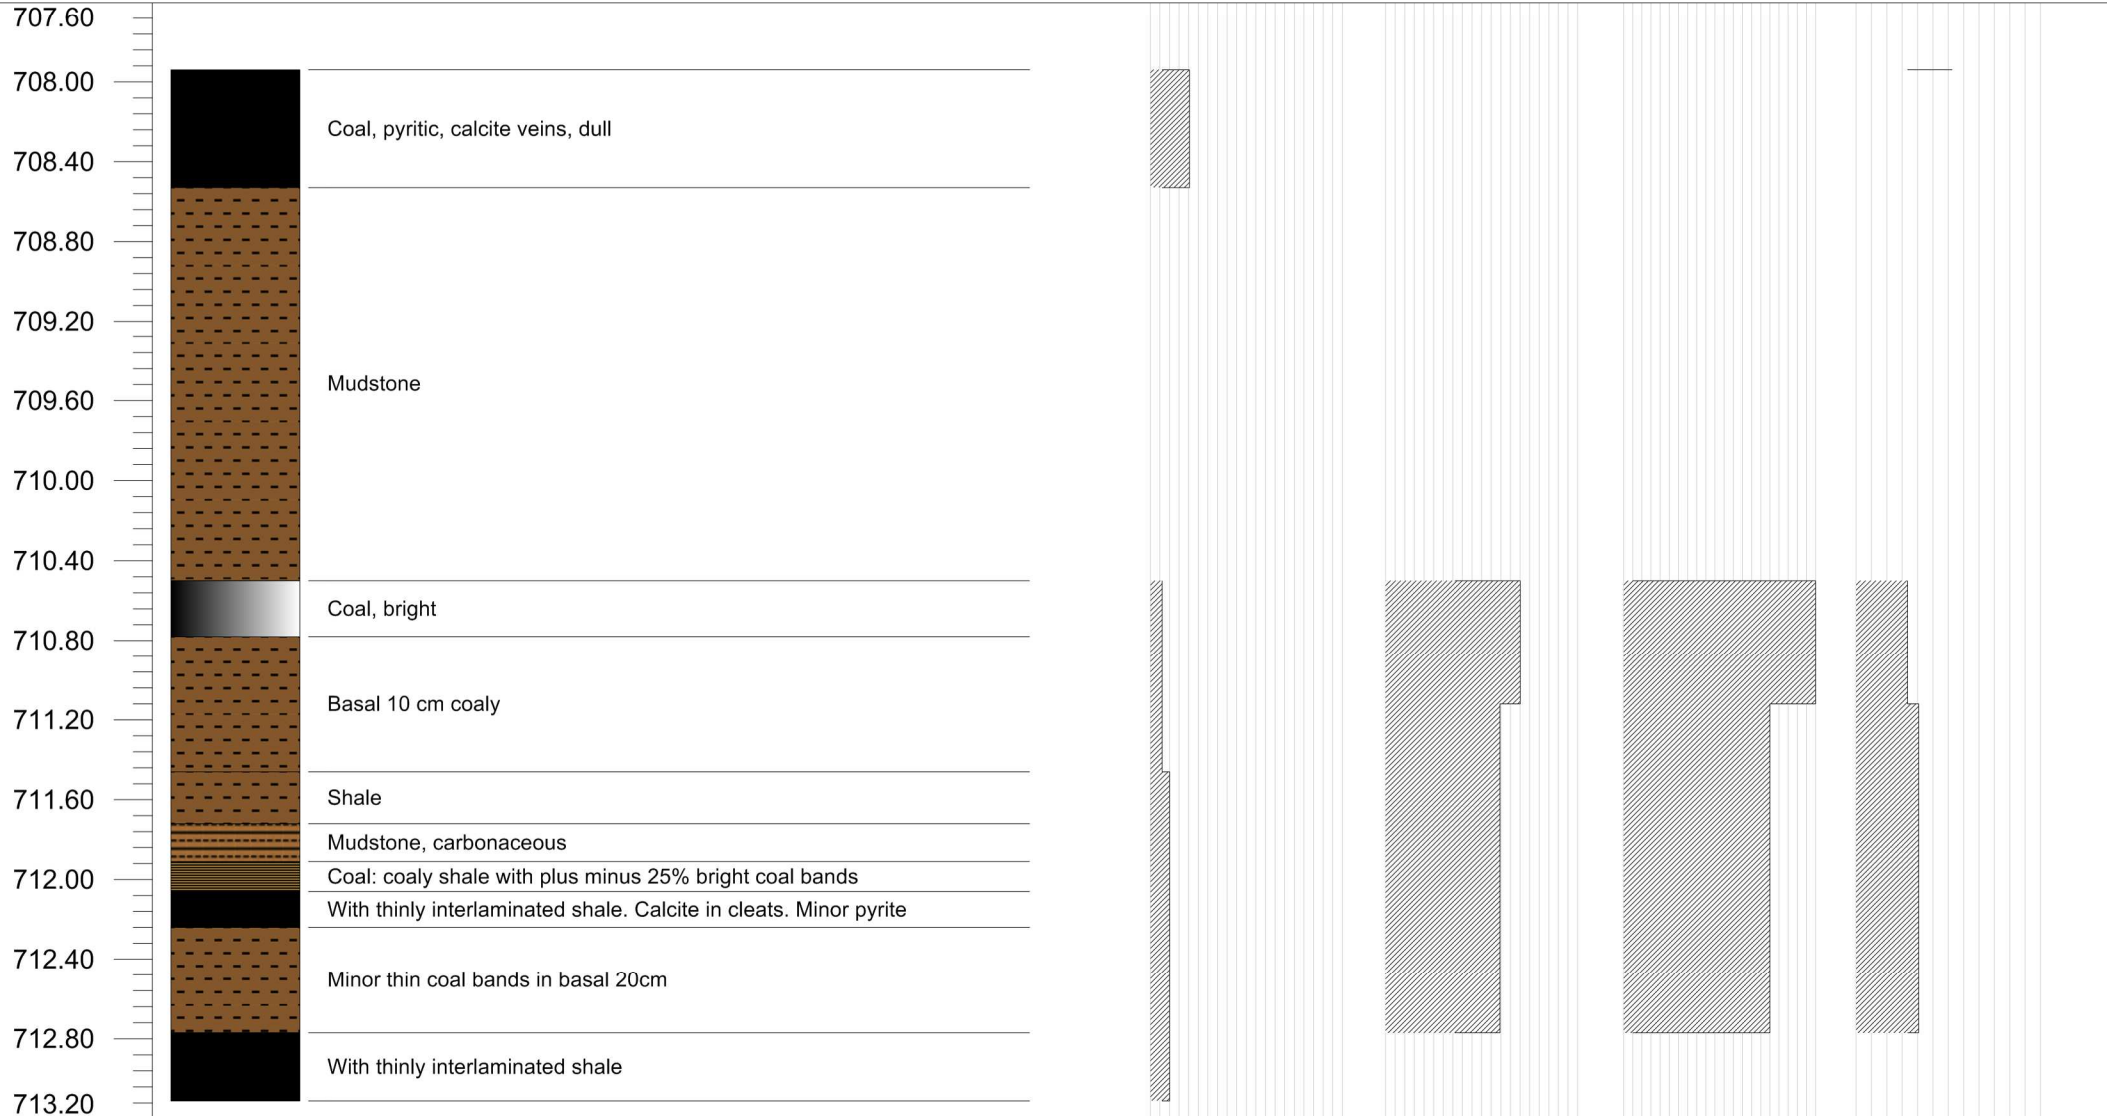 707.60
708.00
Coal, pyritic, calcite veins, dull
708.40
708.80
709.20
Mudstone
709.60
710.00
710.40
Coal, bright
710.80
Basal 10 cm coaly
711.20
711.60
Shale
Mudstone, carbonaceous
712.00
Coal: coaly shale with plus minus 25% bright coal bands
With thinly interlaminated shale. Calcite in cleats. Minor pyrite
712.40
Minor thin coal bands in basal 20cm
712.80
With thinly interlaminated shale
713.20